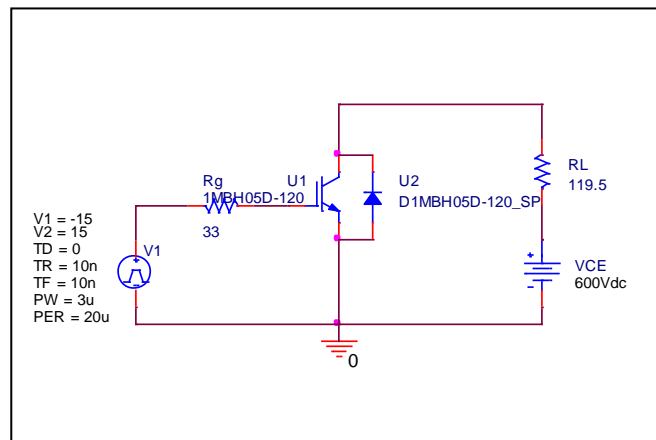 Rg
U1
1MBH05D-120
33
U2
D1MBH05D-120_SP
RL
119.5
V1 = -15
V2 = 15
TD = 0
TR = 10n
TF = 10n
PW = 3u
PER = 20u
V1
+
-
+
-
VCE
600Vdc
0